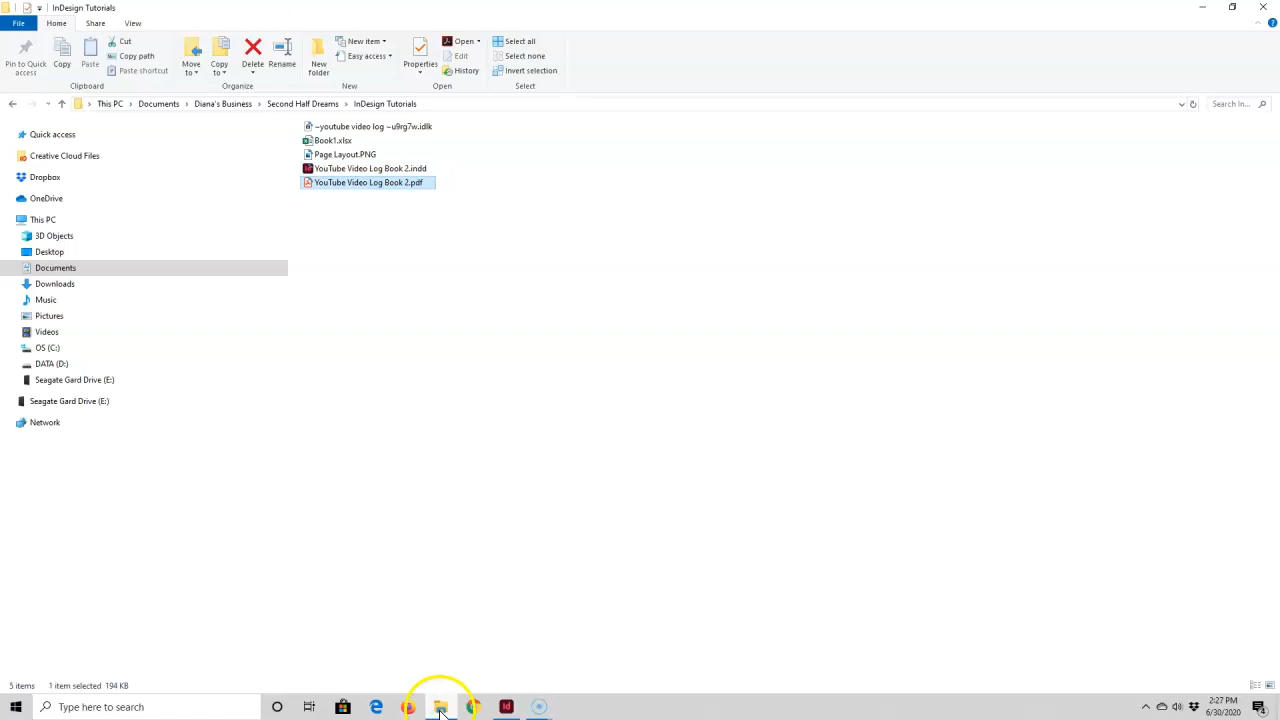 InDesign Tutorials
File Home Share View
Pin to Quick access
Copy
Paste
Cut
Copy path
Paste shortcut
Move to
Copy to
Delete
Rename
New folder
New item
Easy access
Properties
Open
Edit
History
Select all
Select none
Invert selection
Clipboard Organize New Open Select
This PC Documents Diana's Business Second Half Dreams InDesign Tutorials
Search In...
Quick access
Creative Cloud Files
Dropbox
OneDrive
This PC
3D Objects
Desktop
Documents
Downloads
Music
Pictures
Videos
OS (C:)
DATA (D:)
Seagate Gard Drive (E:)
Seagate Gard Drive (E:)
Network
~youtube video log ~u9rg7w.idlk
Book1.xlsx
Page Layout.PNG
YouTube Video Log Book 2.indd
YouTube Video Log Book 2.pdf
5 items 1 item selected 194 KB
Type here to search
Id
2:27 PM
6/30/2020
4